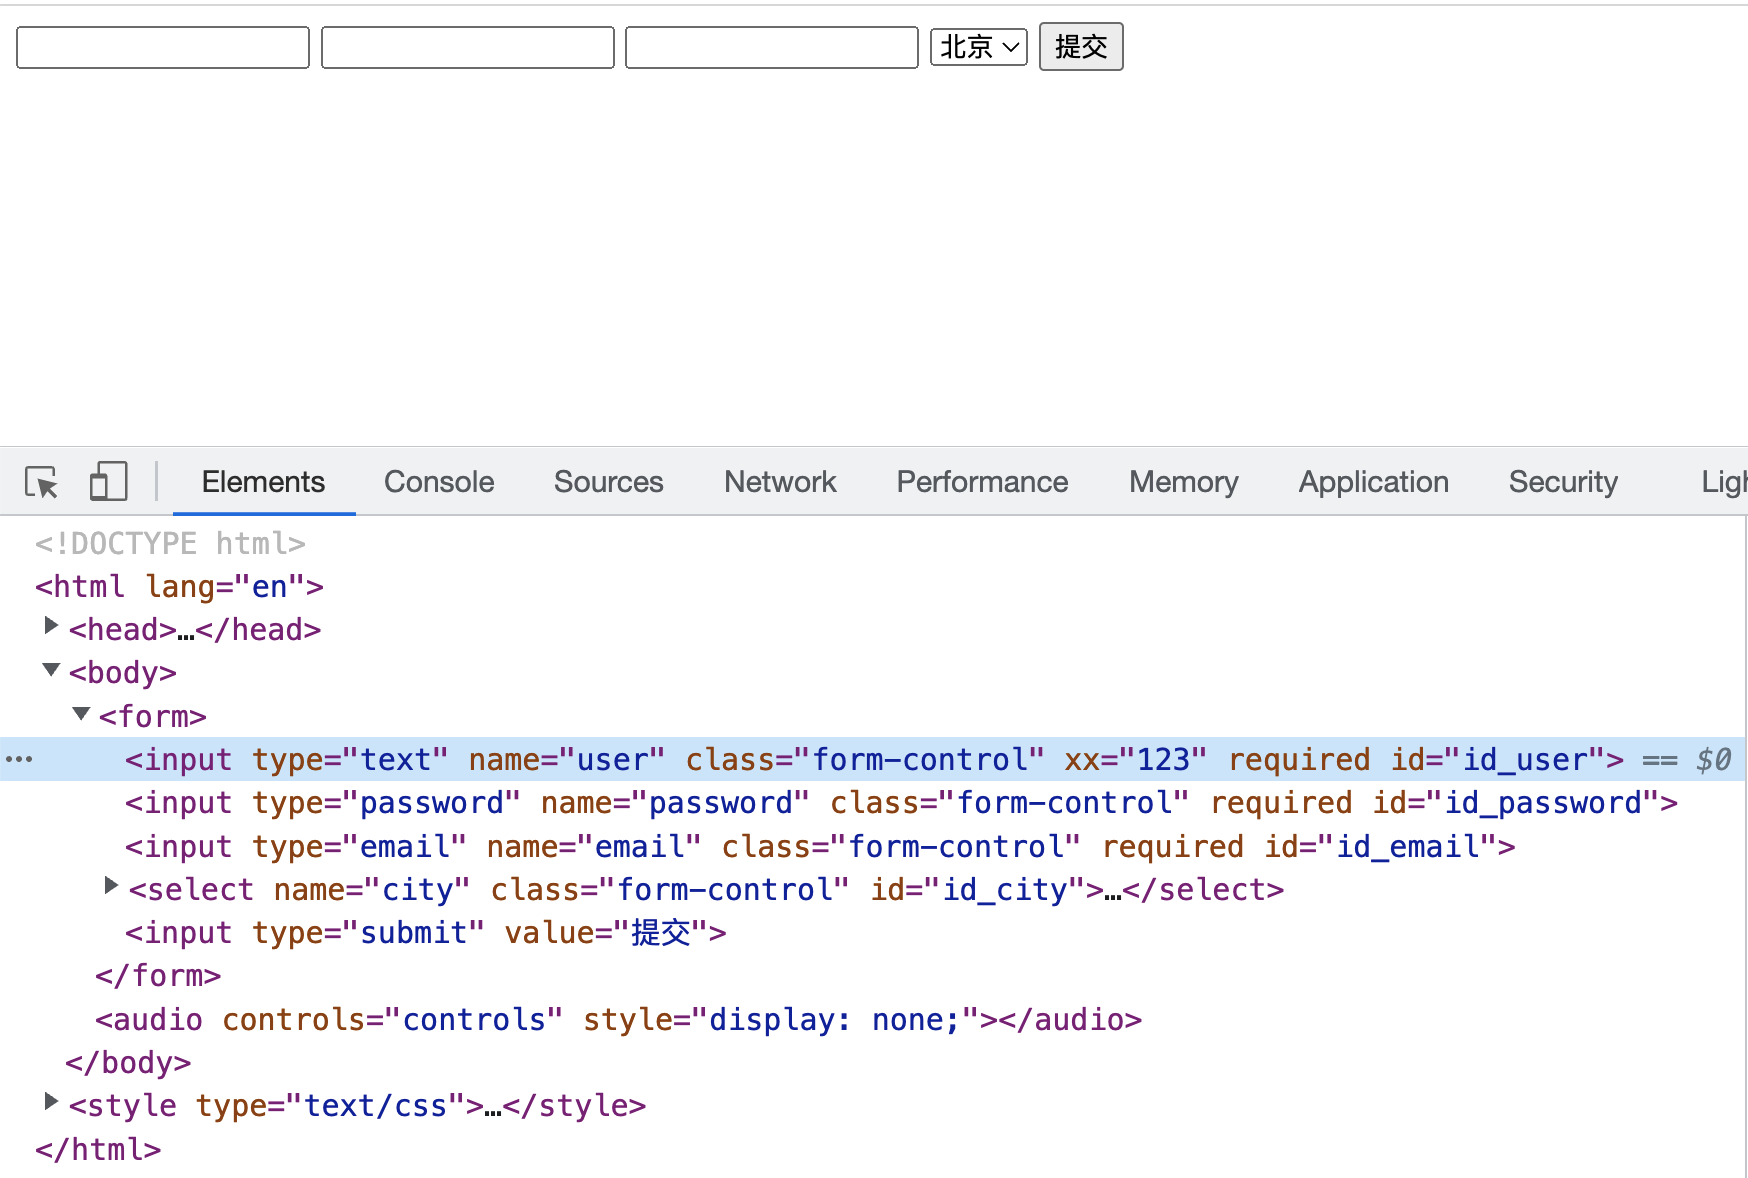 北京 提交
Elements Console Sources Network Performance Memory Application Security Ligh
<!DOCTYPE html>
<html lang="en">
<head>…</head>
<body>
<form>
<input type="text" name="user" class="form-control" xx="123" required id="id_user"> == $0
<input type="password" name="password" class="form-control" required id="id_password">
<input type="email" name="email" class="form-control" required id="id_email">
<select name="city" class="form-control" id="id_city">…</select>
<input type="submit" value="提交">
</form>
<audio controls="controls" style="display: none;"></audio>
</body>
<style type="text/css">…</style>
</html>